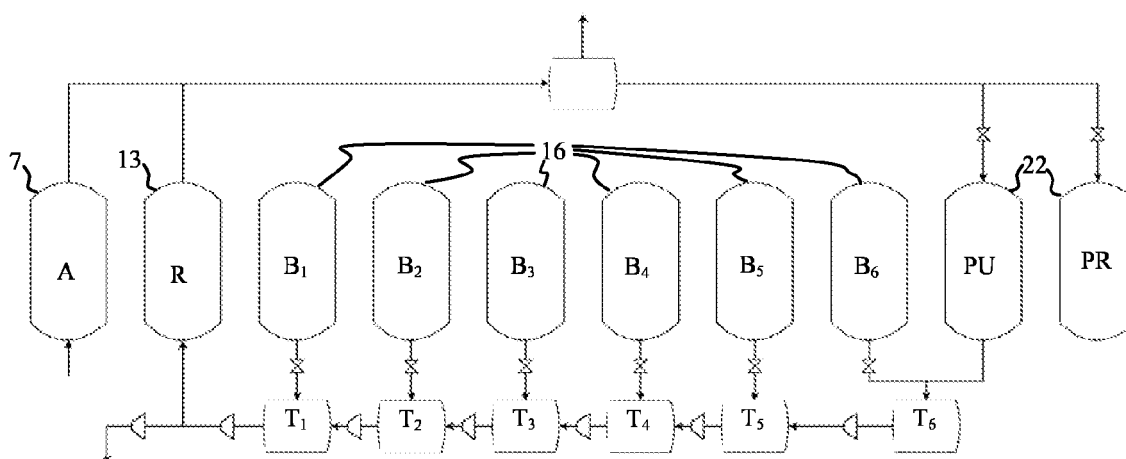 7
13
16
22
A
R
B₁
B₂
B₃
B₄
B₅
B₆
PU
PR
T₁
T₂
T₃
T₄
T₅
T₆